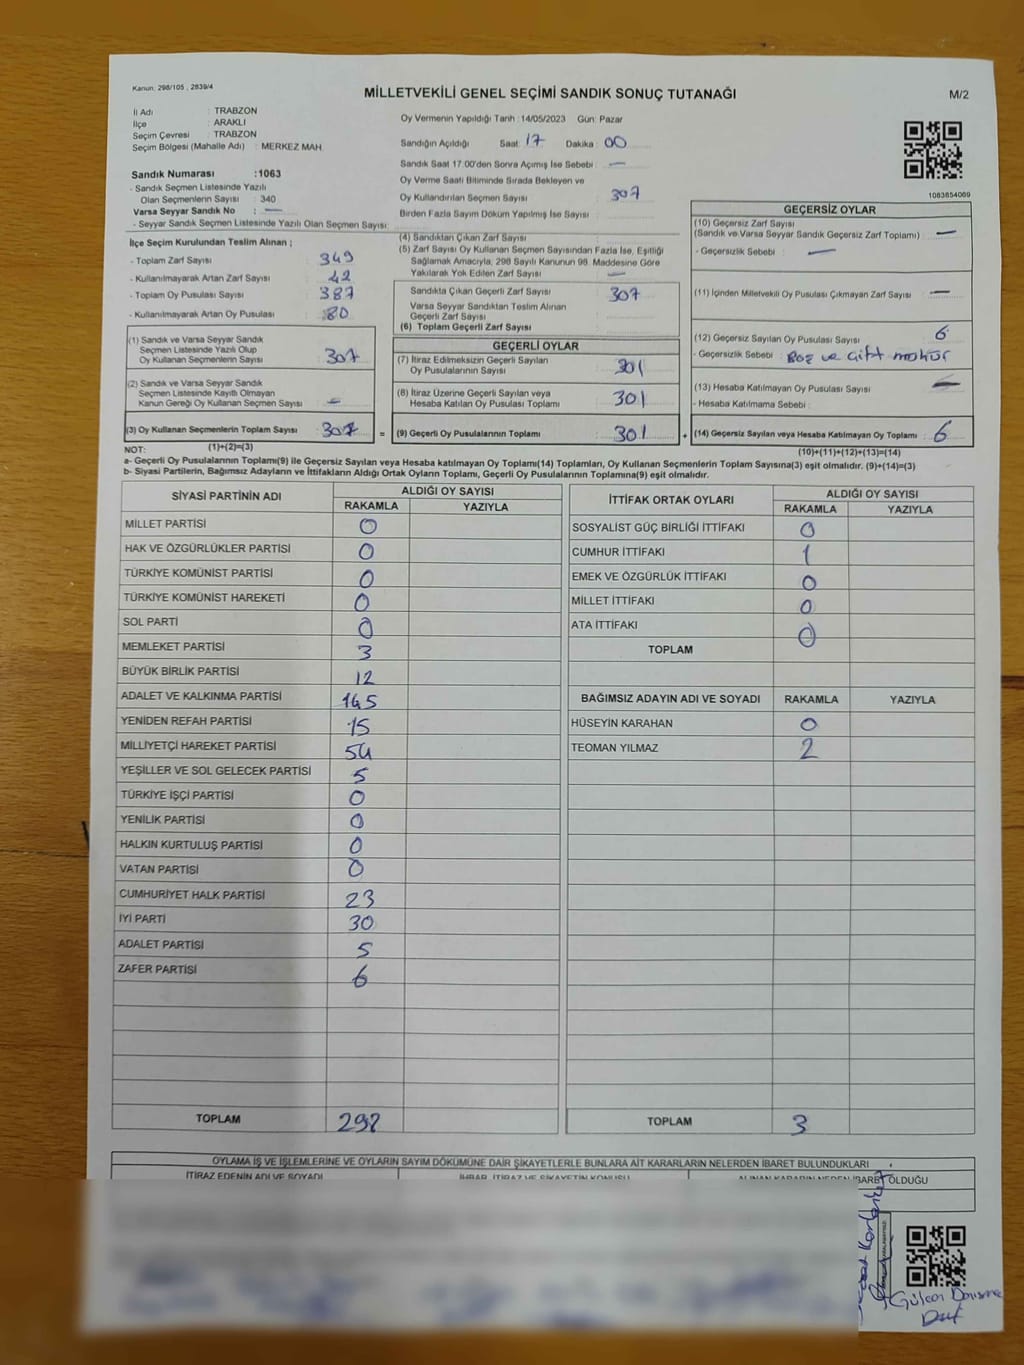 Kanun: 298/105 , 2839/4
MİLLETVEKİLİ GENEL SEÇİMİ SANDIK SONUÇ TUTANAĞI
M/2
İl Adı : TRABZON
İlçe : ARAKLI
Seçim Çevresi : TRABZON
Seçim Bölgesi (Mahalle Adı) : MERKEZ MAH.
Sandık Numarası :1063
- Sandık Seçmen Listesinde Yazılı
Olan Seçmenlerin Sayısı : 340
Varsa Seyyar Sandık No : —
- Seyyar Sandık Seçmen Listesinde Yazılı Olan Seçmen Sayısı:
Oy Vermenin Yapıldığı Tarih :14/05/2023 Gün: Pazar
Sandığın Açıldığı Saat: 17 Dakika : 00
Sandık Saat 17.00'den Sonra Açımış İse Sebebi : —
Oy Verme Saati Bitiminde Sırada Bekleyen ve
Oy Kullandırılan Seçmen Sayısı : 307
Birden Fazla Sayım Döküm Yapılmış İse Sayısı :
1063654069
İlçe Seçim Kurulundan Teslim Alınan ;
- Toplam Zarf Sayısı : 349
- Kullanılmayarak Artan Zarf Sayısı : 42
- Toplam Oy Pusulası Sayısı : 387
- Kullanılmayarak Artan Oy Pusulası : 80
(4) Sandıktan Çıkan Zarf Sayısı :
(5) Zarf Sayısı Oy Kullanan Seçmen Sayısından Fazla İse, Eşitliği
Sağlamak Amacıyla, 298 Sayılı Kanunun 98. Maddesine Göre
Yakılarak Yok Edilen Zarf Sayısı : —
Sandıkta Çıkan Geçerli Zarf Sayısı : 307
Varsa Seyyar Sandıktan Teslim Alınan
Geçerli Zarf Sayısı :
(6) Toplam Geçerli Zarf Sayısı :
GEÇERSİZ OYLAR
(10) Geçersiz Zarf Sayısı
(Sandık ve Varsa Seyyar Sandık Geçersiz Zarf Toplamı) : —
- Geçersizlik Sebebi : —
(11) İçinden Milletvekili Oy Pusulası Çıkmayan Zarf Sayısı : —
(12) Geçersiz Sayılan Oy Pusulası Sayısı : 6
- Geçersizlik Sebebi : Boz ve çift mühür
(13) Hesaba Katılmayan Oy Pusulası Sayısı : —
- Hesaba Katılmama Sebebi :
(14) Geçersiz Sayılan veya Hesaba Katılmayan Oy Toplamı : 6
(10)+(11)+(12)+(13)=(14)
(1) Sandık ve Varsa Seyyar Sandık
Seçmen Listesinde Yazılı Olup
Oy Kullanan Seçmenlerin Sayısı : 307
(2) Sandık ve Varsa Seyyar Sandık
Seçmen Listesinde Kayıtlı Olmayan
Kanun Gereği Oy Kullanan Seçmen Sayısı : —
(3) Oy Kullanan Seçmenlerin Toplam Sayısı : 307 =
(1)+(2)=(3)
GEÇERLİ OYLAR
(7) İtiraz Edilmeksizin Geçerli Sayılan
Oy Pusulalarının Sayısı : 301
(8) İtiraz Üzerine Geçerli Sayılan veya
Hesaba Katılan Oy Pusulası Toplamı : 301
(9) Geçerli Oy Pusulalarının Toplamı : 301 +
NOT:
a- Geçerli Oy Pusulalarının Toplamı(9) ile Geçersiz Sayılan veya Hesaba katılmayan Oy Toplamı(14) Toplamları, Oy Kullanan Seçmenlerin Toplam Sayısına(3) eşit olmalıdır. (9)+(14)=(3)
b- Siyasi Partilerin, Bağımsız Adayların ve İttifakların Aldığı Ortak Oyların Toplamı, Geçerli Oy Pusulalarının Toplamına(9) eşit olmalıdır.
SİYASİ PARTİNİN ADI ALDIĞI OY SAYISI
RAKAMLA YAZIYLA
MİLLET PARTİSİ 0
HAK VE ÖZGÜRLÜKLER PARTİSİ 0
TÜRKİYE KOMÜNİST PARTİSİ 0
TÜRKİYE KOMÜNİST HAREKETİ 0
SOL PARTİ 0
MEMLEKET PARTİSİ 3
BÜYÜK BİRLİK PARTİSİ 12
ADALET VE KALKINMA PARTİSİ 145
YENİDEN REFAH PARTİSİ 15
MİLLİYETÇİ HAREKET PARTİSİ 54
YEŞİLLER VE SOL GELECEK PARTİSİ 5
TÜRKİYE İŞÇİ PARTİSİ 0
YENİLİK PARTİSİ 0
HALKIN KURTULUŞ PARTİSİ 0
VATAN PARTİSİ 0
CUMHURİYET HALK PARTİSİ 23
İYİ PARTİ 30
ADALET PARTİSİ 5
ZAFER PARTİSİ 6
TOPLAM 298
İTTİFAK ORTAK OYLARI ALDIĞI OY SAYISI
RAKAMLA YAZIYLA
SOSYALİST GÜÇ BİRLİĞİ İTTİFAKI 0
CUMHUR İTTİFAKI 1
EMEK VE ÖZGÜRLÜK İTTİFAKI 0
MİLLET İTTİFAKI 0
ATA İTTİFAKI 0
TOPLAM
BAĞIMSIZ ADAYIN ADI VE SOYADI RAKAMLA YAZIYLA
HÜSEYİN KARAHAN 0
TEOMAN YILMAZ 2
TOPLAM 3
OYLAMA İŞ VE İŞLEMLERİNE VE OYLARIN SAYIM DÖKÜMÜNE DAİR ŞİKAYETLERLE BUNLARA AİT KARARLARIN NELERDEN İBARET BULUNDUKLARI
İTİRAZ EDENİN ADI VE SOYADI İHBAR, İTİRAZ VE ŞİKAYETİN KONUSU ALINAN KARARIN NEDEN İBARET OLDUĞU
Gülcan